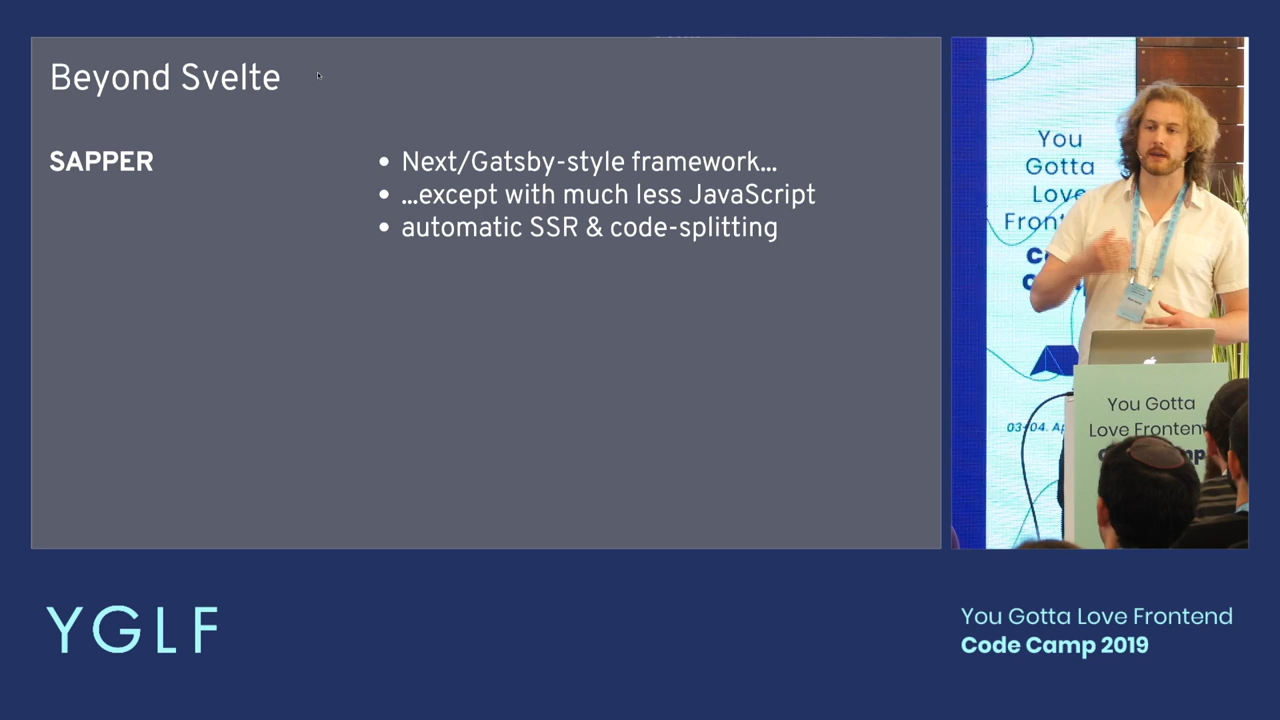 Beyond Svelte
SAPPER
Next/Gatsby-style framework...
...except with much less JavaScript
automatic SSR & code-splitting
You
Gotta
Love
You Gotta
Love Frontend
YGLF
You Gotta Love Frontend
Code Camp 2019